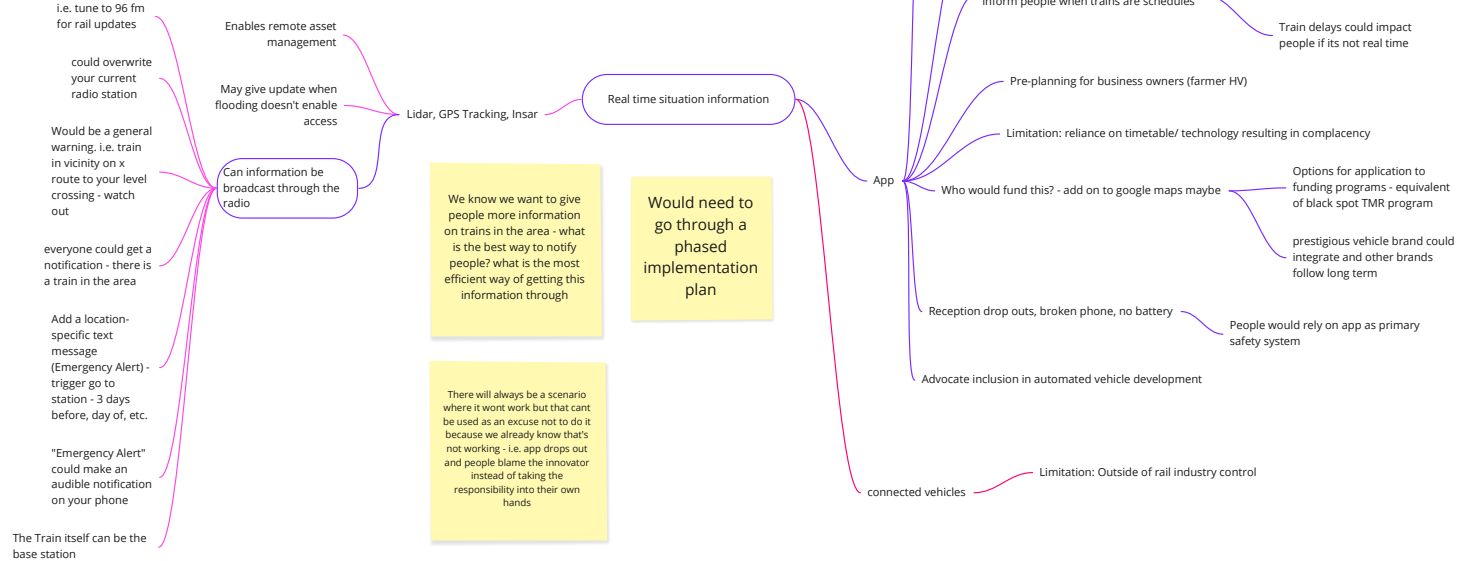 i.e. tune to 96 fm
for rail updates
could overwrite
your current
radio station
Would be a general
warning. i.e. train
in vicinity on x
route to your level
crossing - watch
out
everyone could get a
notification - there is
a train in the area
Add a location-
specific text
message
(Emergency Alert) -
trigger go to
station - 3 days
before, day of, etc.
"Emergency Alert"
could make an
audible notification
on your phone
The Train itself can be the
base station
Can information be
broadcast through the
radio
Enables remote asset
management
May give update when
flooding doesn't enable
access
Lidar, GPS Tracking, Insar
Real time situation information
We know we want to give
people more information
on trains in the area - what
is the best way to notify
people? what is the most
efficient way of getting this
information through
Would need to
go through a
phased
implementation
plan
There will always be a scenario
where it wont work but that cant
be used as an excuse not to do it
because we already know that's
not working - i.e. app drops out
and people blame the innovator
instead of taking the
responsibility into their own
hands
App
inform people when trains are schedules
Train delays could impact
people if its not real time
Pre-planning for business owners (farmer HV)
Limitation: reliance on timetable/ technology resulting in complacency
Who would fund this? - add on to google maps maybe
Options for application to
funding programs - equivalent
of black spot TMR program
prestigious vehicle brand could
integrate and other brands
follow long term
Reception drop outs, broken phone, no battery
People would rely on app as primary
safety system
Advocate inclusion in automated vehicle development
connected vehicles
Limitation: Outside of rail industry control